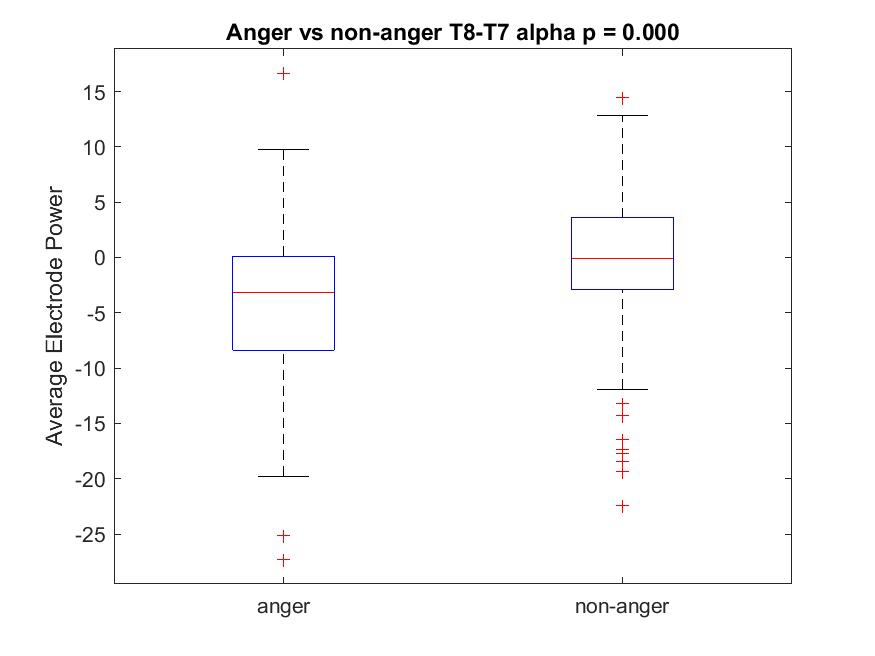 Anger vs non-anger T8-T7 alpha p = 0.000
Average Electrode Power
15
10
5
0
-5
-10
-15
-20
-25
anger
non-anger